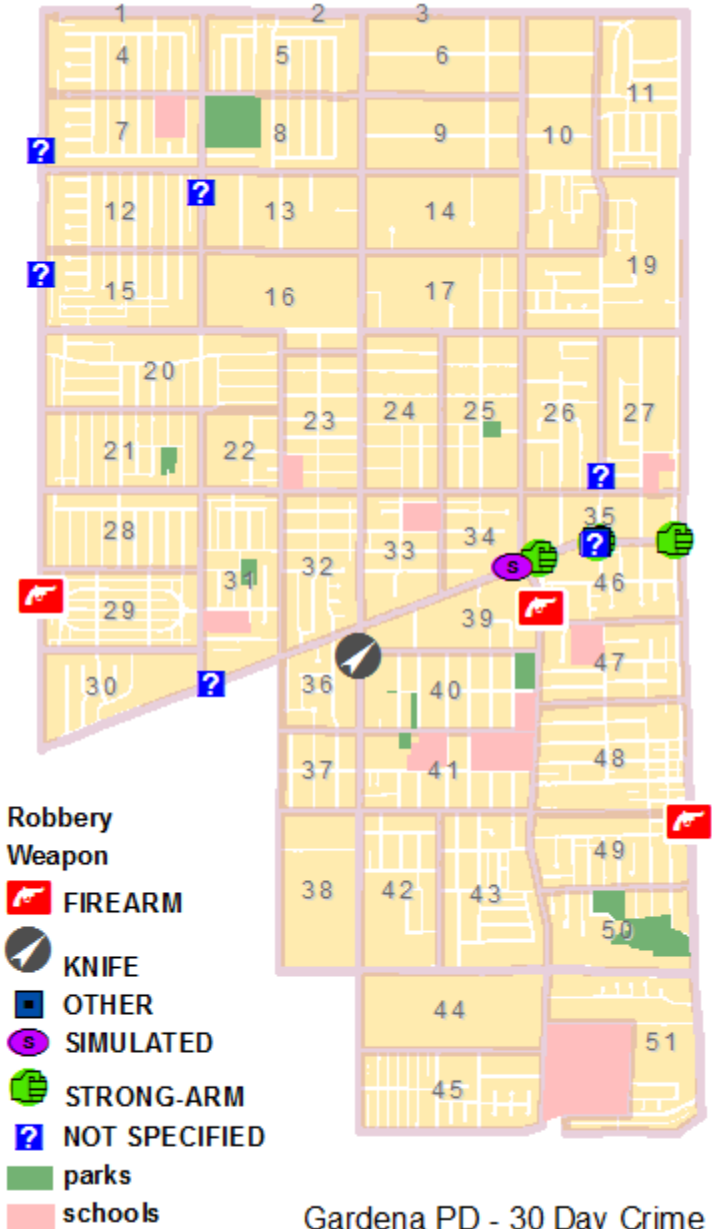 1 2 3
4 5 6
11
7 8 9 10
?
?
12 13 14
?
15 16 17 19
20
23 24 25 26 27
21 22
?
28 35
32 33 34 ?
S
31 46
29 39
30 36 40 47
?
37 41 48
49
38 42 43
50
44 51
45
Robbery
Weapon
FIREARM
KNIFE
OTHER
S SIMULATED
STRONG-ARM
? NOT SPECIFIED
parks
schools
Gardena PD - 30 Day Crime